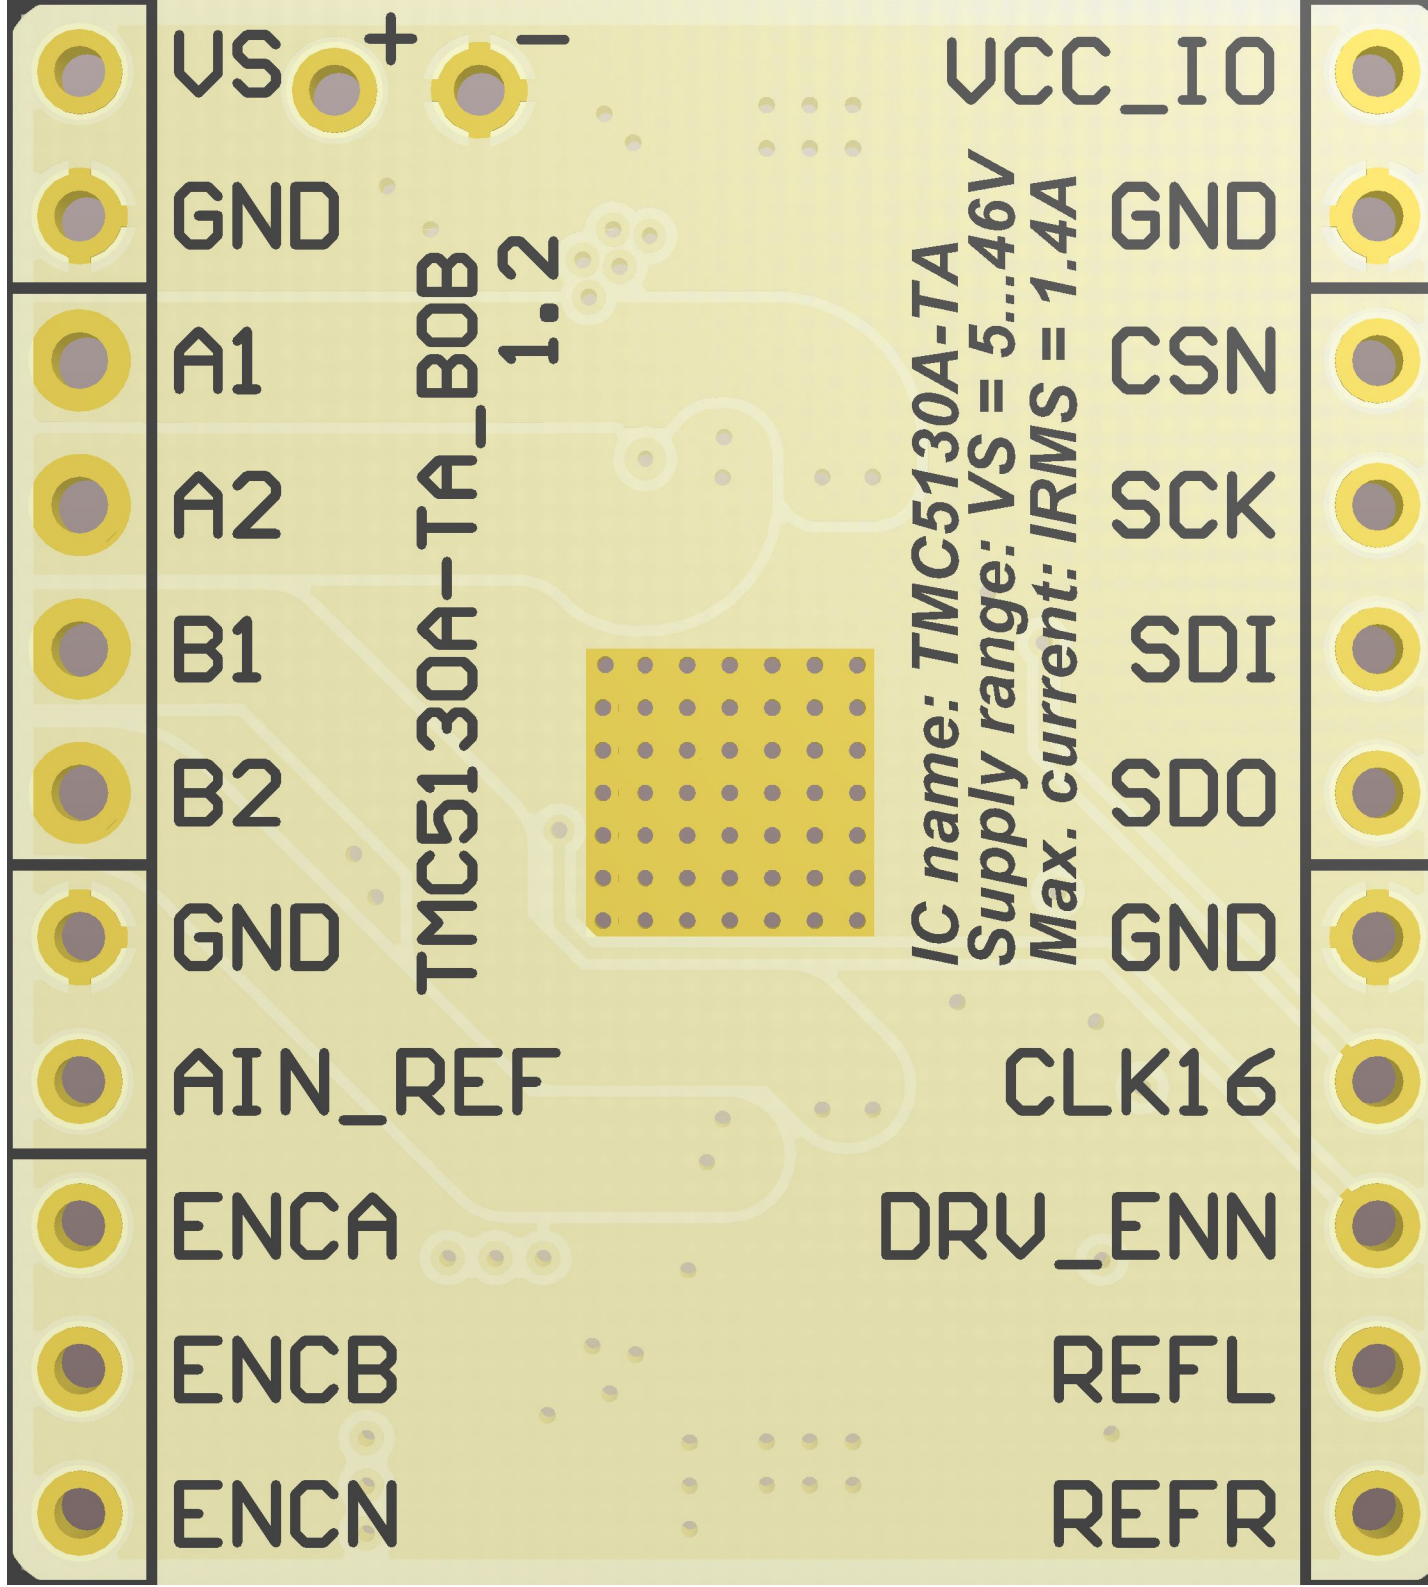 VS + -
GND
A1
A2
B1
B2
GND
AIN_REF
ENCA
ENCB
ENCN
TMC5130A-TA_BOB
1.2
IC name: TMC5130A-TA
Supply range: VS = 5...46V
Max. current: IRMS = 1.4A
VCC_IO
GND
CSN
SCK
SDI
SDO
GND
CLK16
DRV_ENN
REFL
REFR